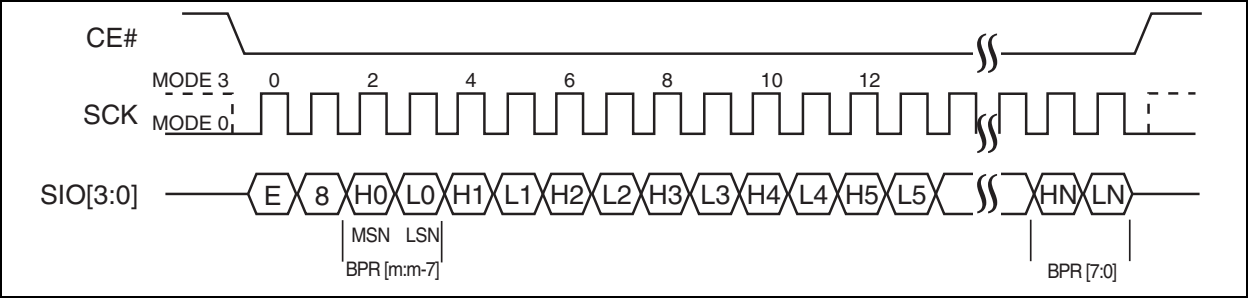 CE#
MODE 3 0 2 4 6 8 10 12
SCK
MODE 0
SIO[3:0] E 8 H0 L0 H1 L1 H2 L2 H3 L3 H4 L4 H5 L5 HN LN
MSN LSN
BPR [m:m-7]
BPR [7:0]